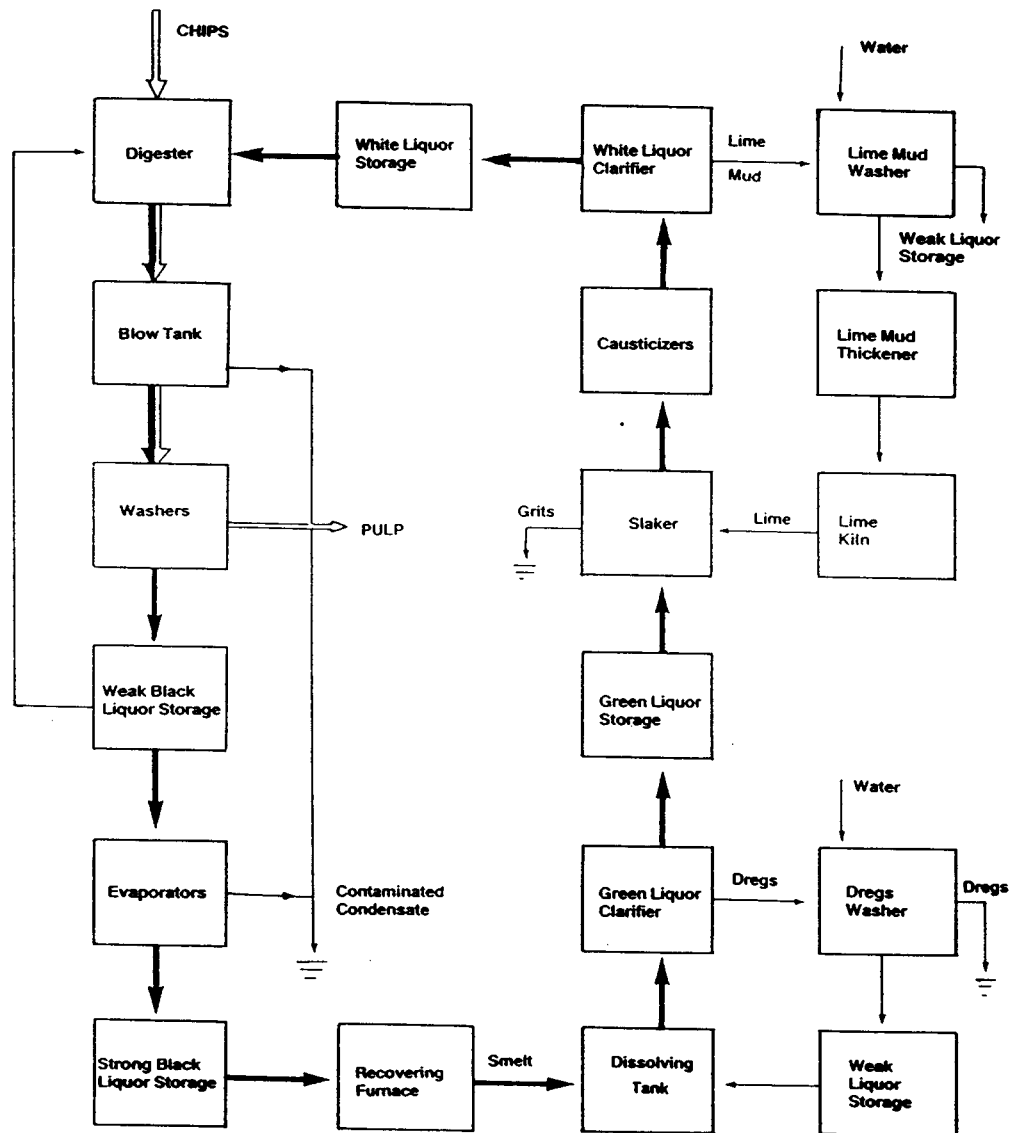 CHIPS
Water
Digester
White Liquor
Storage
White Liquor
Clarifier
Lime
Mud
Lime Mud
Washer
Weak Liquor
Storage
Blow Tank
Causticizers
Lime Mud
Thickener
Washers
PULP
Grits
Slaker
Lime
Lime
Kiln
Weak Black
Liquor Storage
Green Liquor
Storage
Water
Evaporators
Contaminated
Condensate
Green Liquor
Clarifier
Dregs
Dregs
Washer
Dregs
Strong Black
Liquor Storage
Recovering
Furnace
Smelt
Dissolving
Tank
Weak
Liquor
Storage